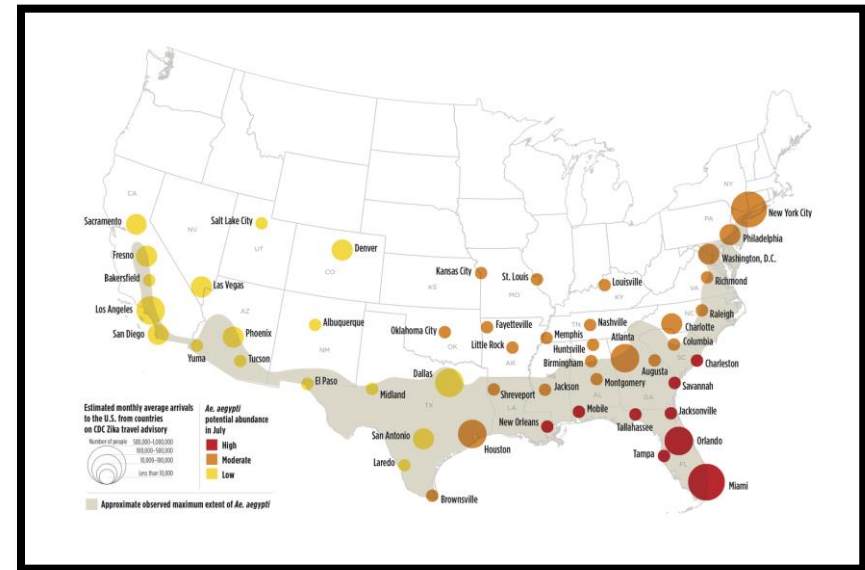 CA
NV
UT
AZ
CO
NM
KS
OK
TX
MO
AR
LA
MS
TN
KY
AL
GA
FL
SC
NC
VA
PA
NY
Sacramento
Fresno
Bakersfield
Los Angeles
San Diego
Yuma
Salt Lake City
Las Vegas
Phoenix
Tucson
Denver
Albuquerque
El Paso
Midland
Dallas
San Antonio
Laredo
Brownsville
Houston
Kansas City
Oklahoma City
Fayetteville
Little Rock
Shreveport
St. Louis
Memphis
Jackson
New Orleans
Louisville
Nashville
Huntsville
Birmingham
Atlanta
Montgomery
Mobile
Augusta
Tallahassee
New York City
Philadelphia
Washington, D.C.
Richmond
Raleigh
Charlotte
Columbia
Charleston
Savannah
Jacksonville
Orlando
Tampa
Miami
Estimated monthly average arrivals
to the U.S. from countries
on CDC Zika travel advisory
Number of people
500,000–1,000,000
100,000–500,000
10,000–100,000
Less than 10,000
Ae. aegypti
potential abundance
in July
High
Moderate
Low
Approximate observed maximum extent of Ae. aegypti